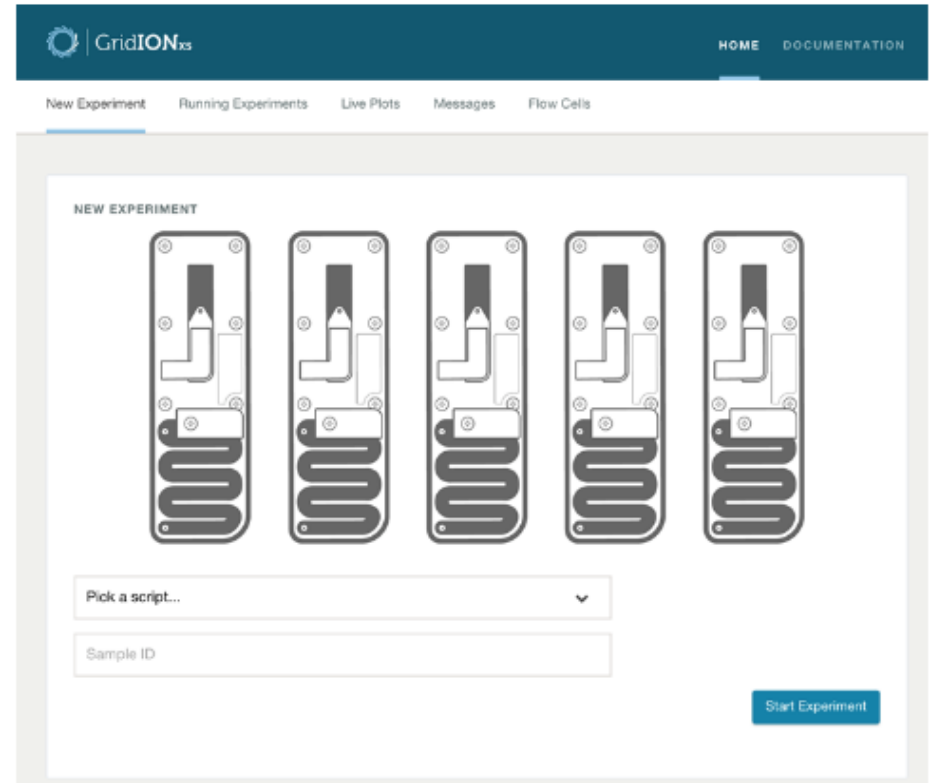 GridIONxs
HOME DOCUMENTATION
New Experiment Running Experiments Live Plots Messages Flow Cells
NEW EXPERIMENT
Pick a script...
Sample ID
Start Experiment